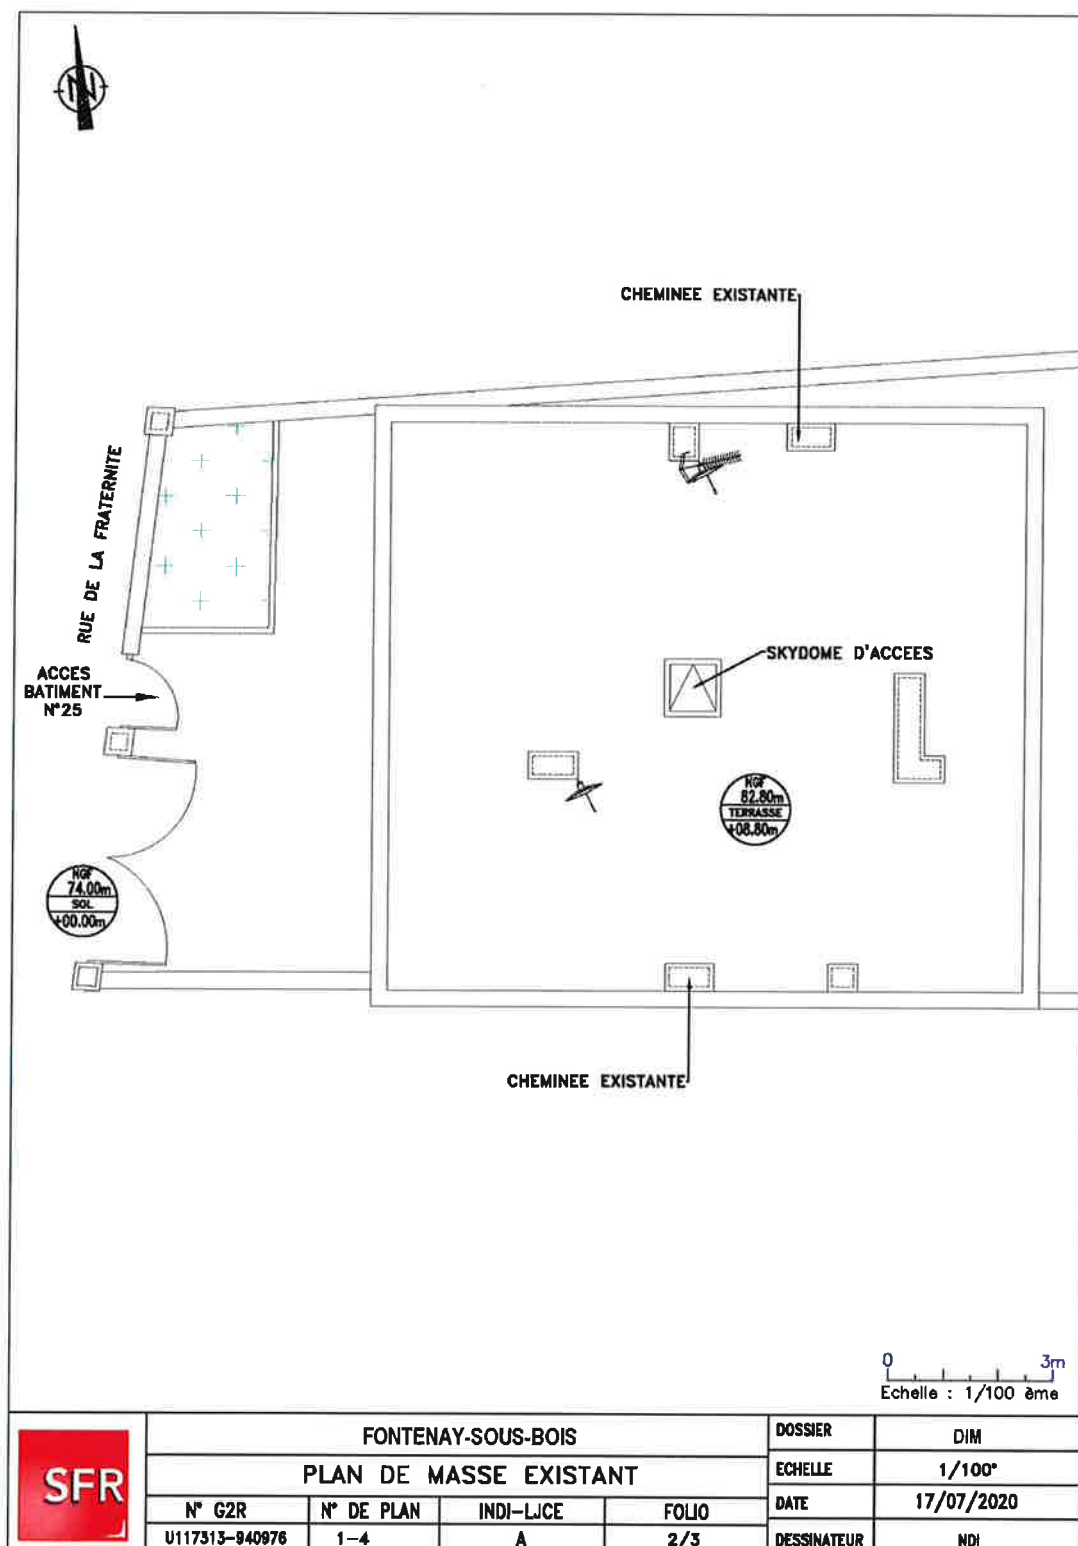 N
CHEMINEE EXISTANTE
RUE DE LA FRATERNITE
ACCES
BATIMENT
N°25
SKYDOME D'ACCEES
NGF
82.80m
TERRASSE
+08.80m
NGF
74.00m
SOL
+00.00m
CHEMINEE EXISTANTE
0 3m
Echelle : 1/100 ème
SFR
FONTENAY-SOUS-BOIS
PLAN DE MASSE EXISTANT
N° G2R N° DE PLAN INDI-LJCE FOLIO
U117313-940976 1-4 A 2/3
DOSSIER DIM
ECHELLE 1/100°
DATE 17/07/2020
DESSINATEUR NDI